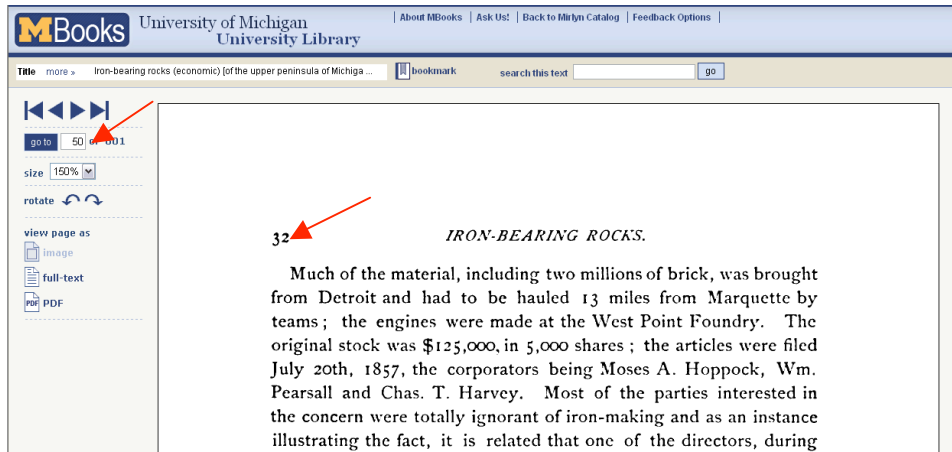 MBooks
University of Michigan
University Library
About MBooks | Ask Us! | Back to Mirlyn Catalog | Feedback Options
Title more » Iron-bearing rocks (economic) [of the upper peninsula of Michiga ...
bookmark
search this text
go
go to 50 of 601
size 150%
rotate
view page as
image
full-text
PDF PDF
32 IRON-BEARING ROCKS.
Much of the material, including two millions of brick, was brought
from Detroit and had to be hauled 13 miles from Marquette by
teams; the engines were made at the West Point Foundry. The
original stock was $125,000, in 5,000 shares; the articles were filed
July 20th, 1857, the corporators being Moses A. Hoppock, Wm.
Pearsall and Chas. T. Harvey. Most of the parties interested in
the concern were totally ignorant of iron-making and as an instance
illustrating the fact, it is related that one of the directors, during